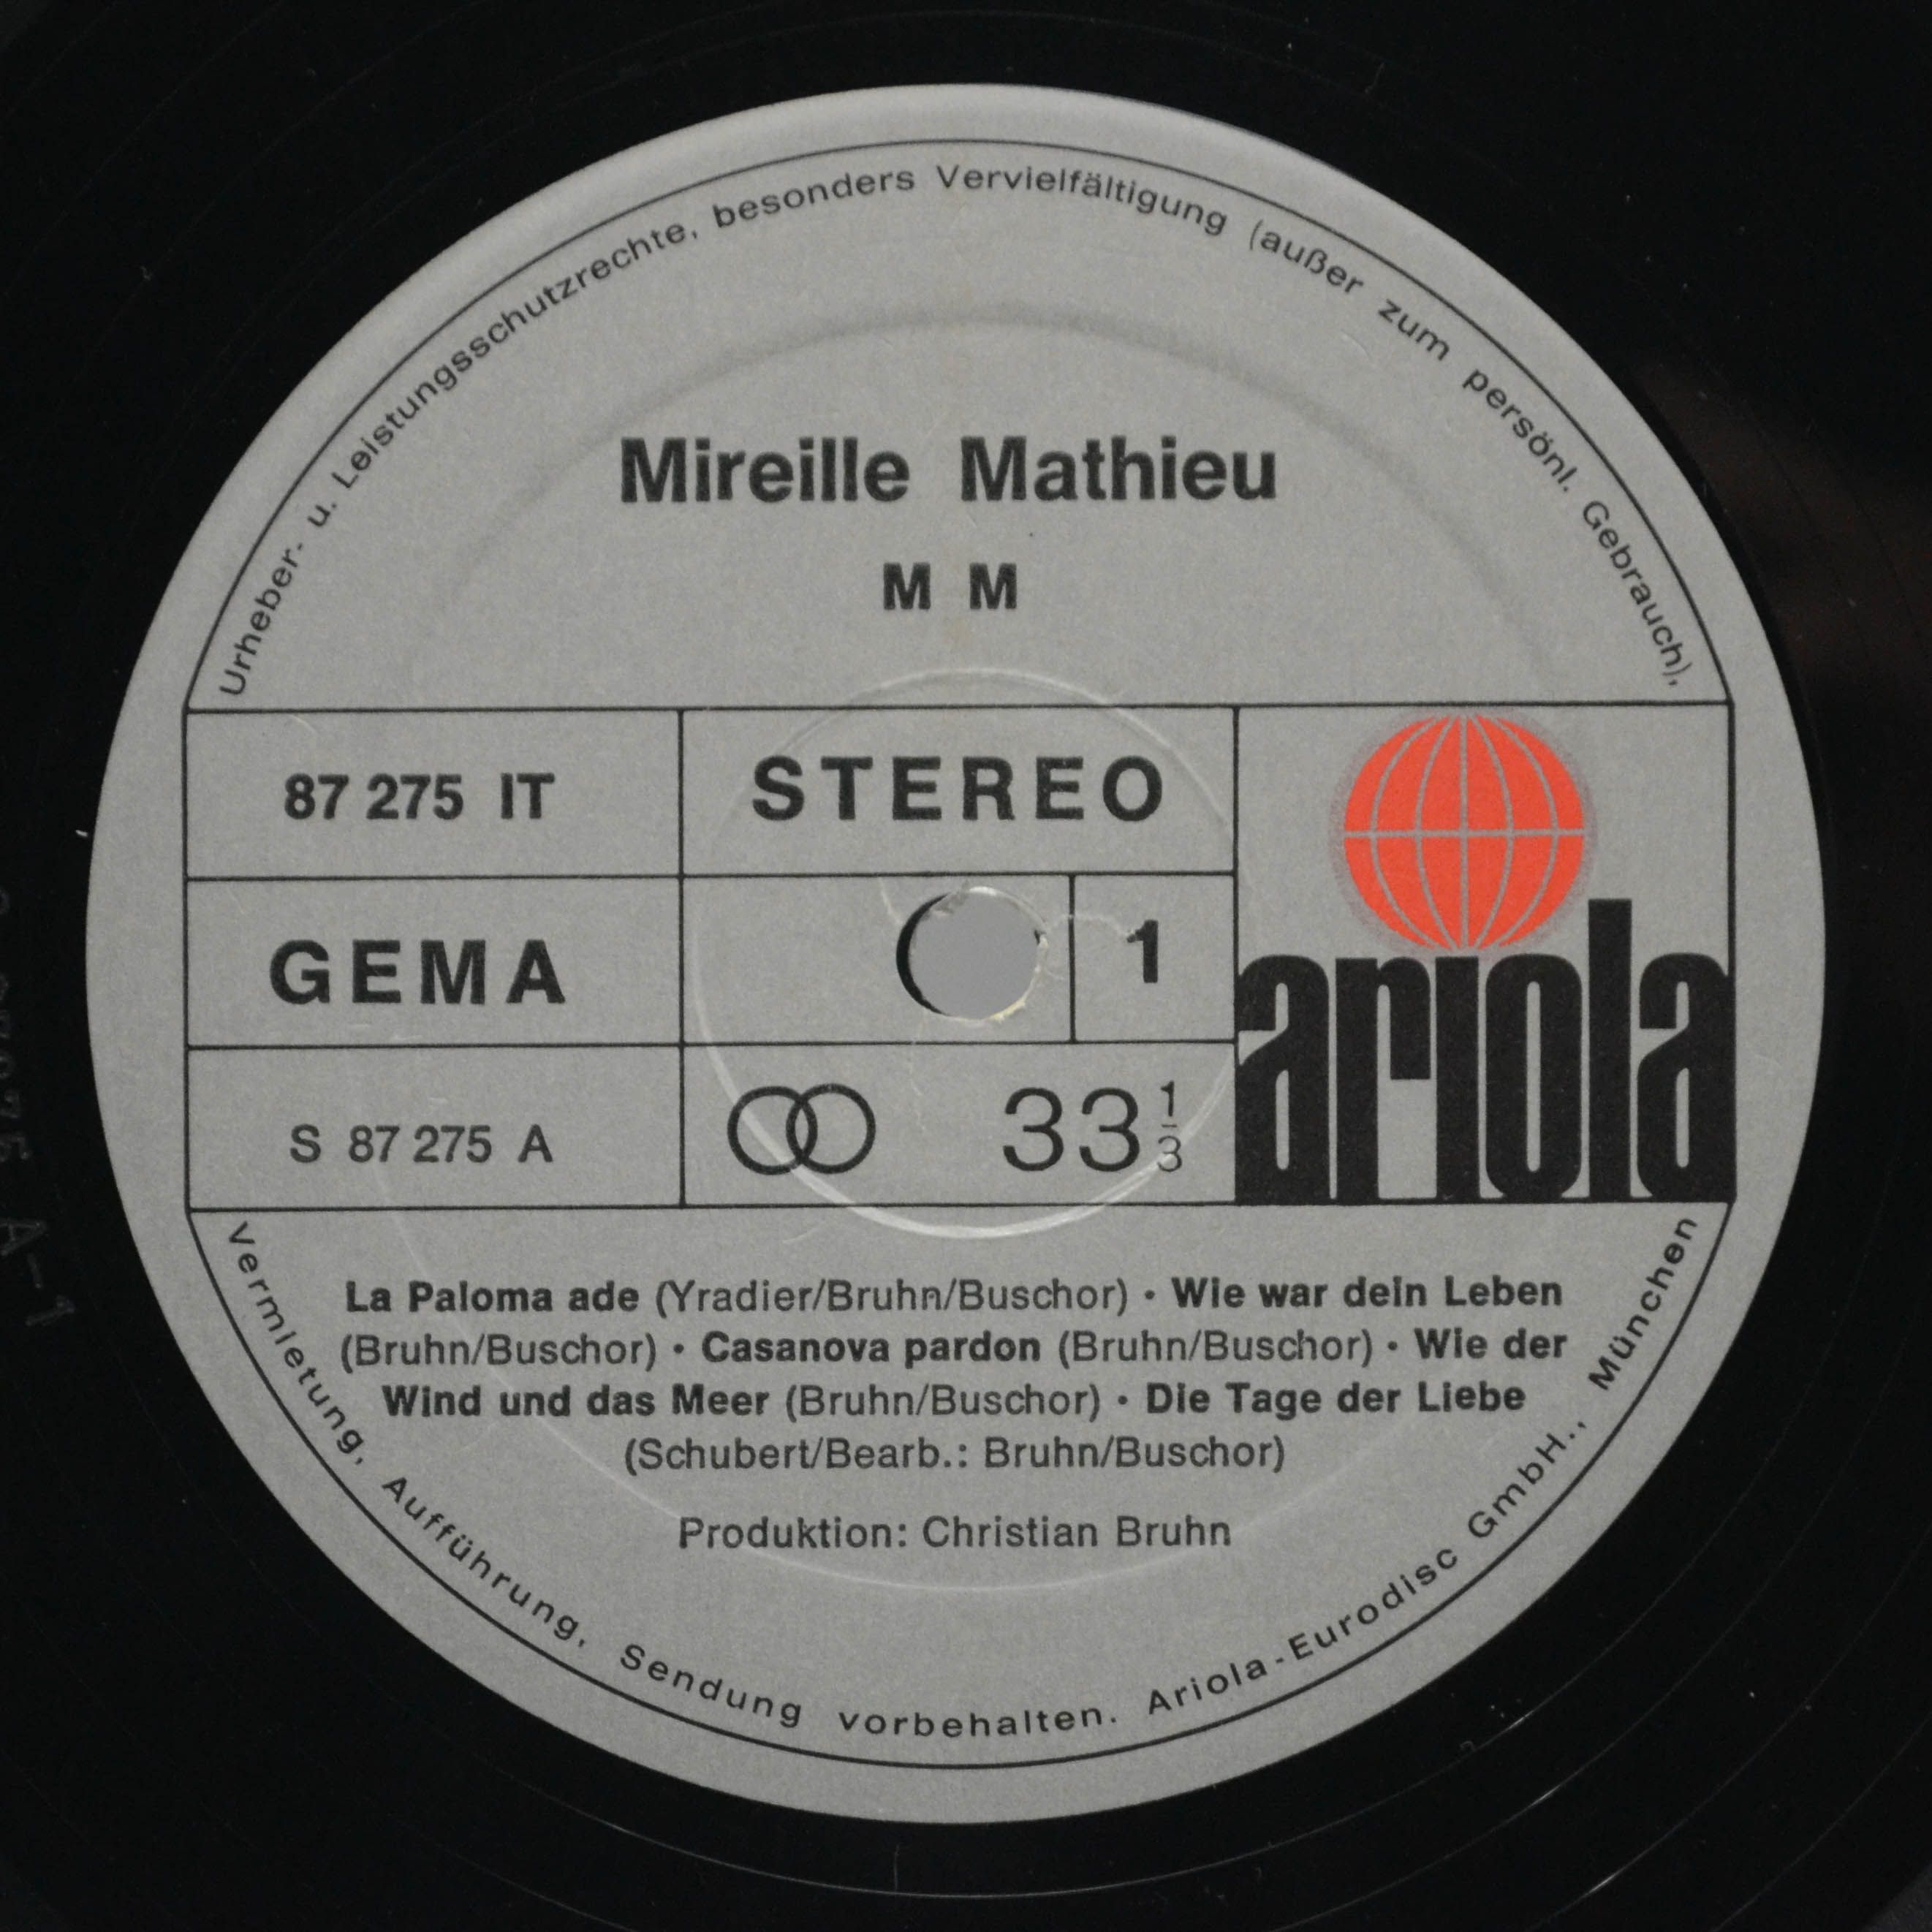 Urheber- u. Leistungsschutzrechte, besonders Vervielfältigung (außer zum persönl. Gebrauch),
Mireille Mathieu
M M
87 275 IT
STEREO
GEMA
1
S 87 275 A
33 1/3
ariola
La Paloma ade (Yradier/Bruhn/Buschor) • Wie war dein Leben
(Bruhn/Buschor) • Casanova pardon (Bruhn/Buschor) • Wie der
Wind und das Meer (Bruhn/Buschor) • Die Tage der Liebe
(Schubert/Bearb.: Bruhn/Buschor)
Produktion: Christian Bruhn
Vermietung, Aufführung, Sendung vorbehalten. Ariola-Eurodisc GmbH., München
A-1